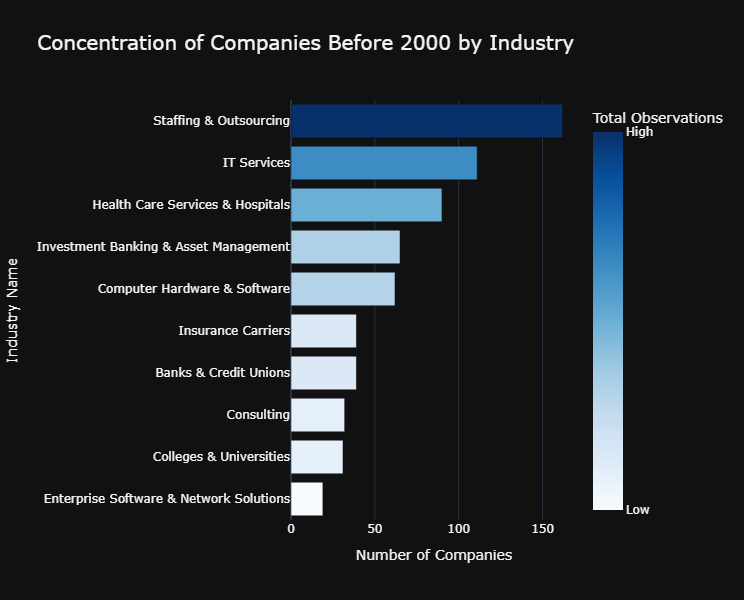 Concentration of Companies Before 2000 by Industry
Total Observations
High
Low
Industry Name
Staffing & Outsourcing
IT Services
Health Care Services & Hospitals
Investment Banking & Asset Management
Computer Hardware & Software
Insurance Carriers
Banks & Credit Unions
Consulting
Colleges & Universities
Enterprise Software & Network Solutions
0 50 100 150
Number of Companies